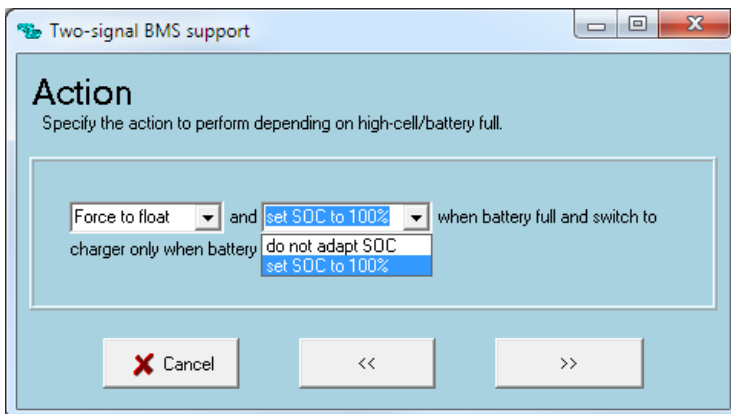 Two-signal BMS support
Action
Specify the action to perform depending on high-cell/battery full.
Force to float and set SOC to 100% when battery full and switch to
charger only when battery
do not adapt SOC
set SOC to 100%
Cancel << >>